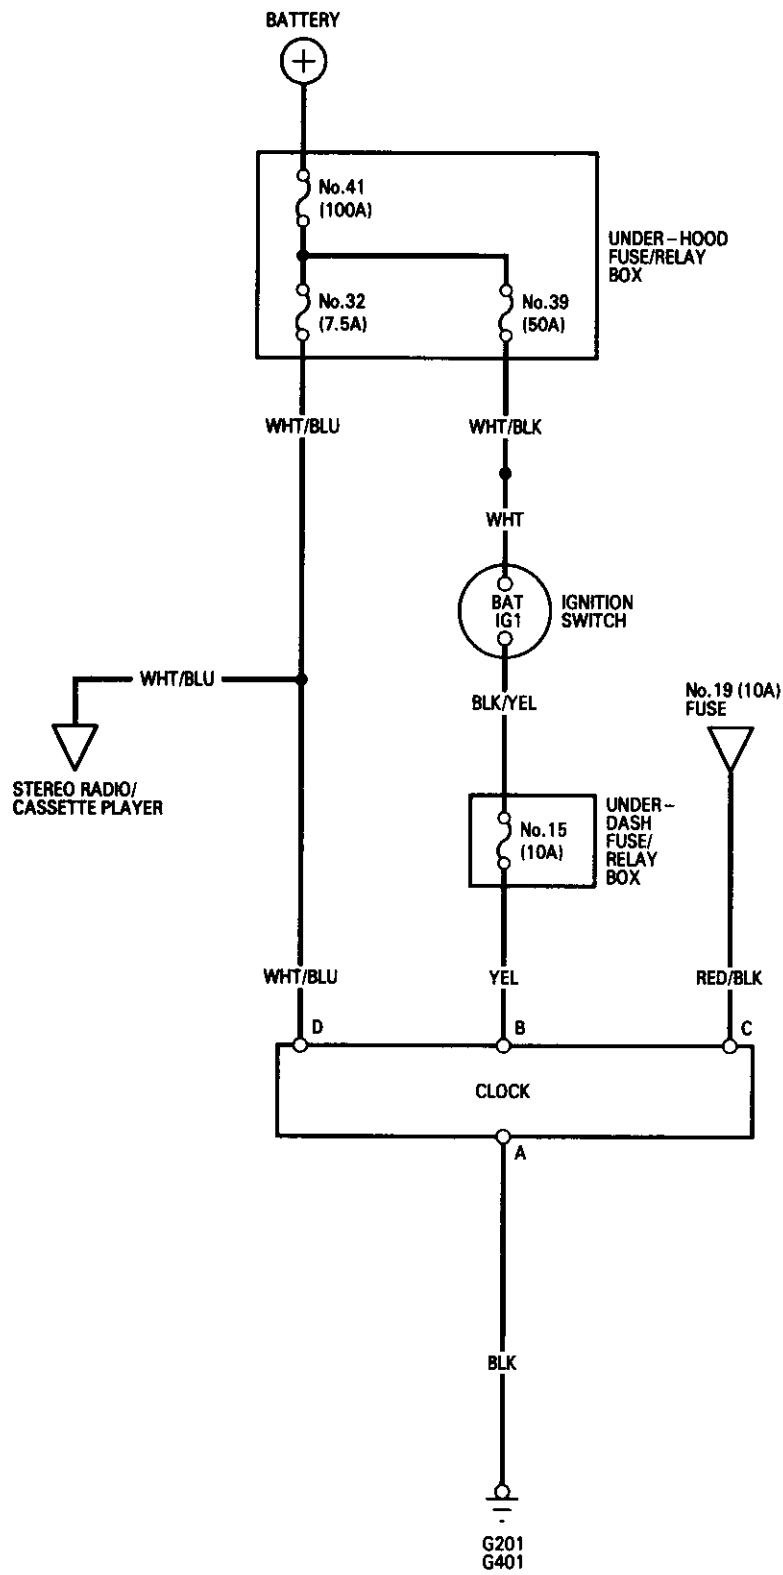 BATTERY
No.41
(100A)
UNDER-HOOD
FUSE/RELAY
BOX
No.32
(7.5A)
No.39
(50A)
WHT/BLU
WHT/BLK
WHT
BAT
IG1
IGNITION
SWITCH
WHT/BLU
BLK/YEL
No.19 (10A)
FUSE
STEREO RADIO/
CASSETTE PLAYER
No.15
(10A)
UNDER-
DASH
FUSE/
RELAY
BOX
WHT/BLU
YEL
RED/BLK
D
B
C
CLOCK
A
BLK
G201
G401